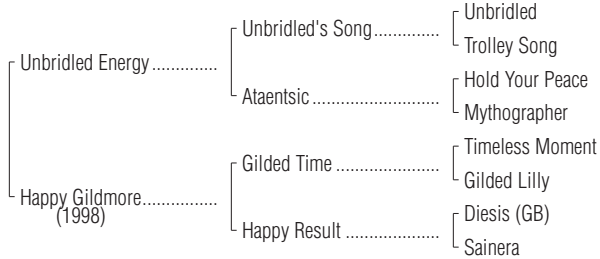 Unbridled
Unbridled's Song..............
Trolley Song
Unbridled Energy ..............
Hold Your Peace
Ataentsic ...........................
Mythographer
Timeless Moment
Gilded Time ......................
Gilded Lilly
Happy Gildmore................
(1998)
Diesis (GB)
Happy Result ....................
Sainera